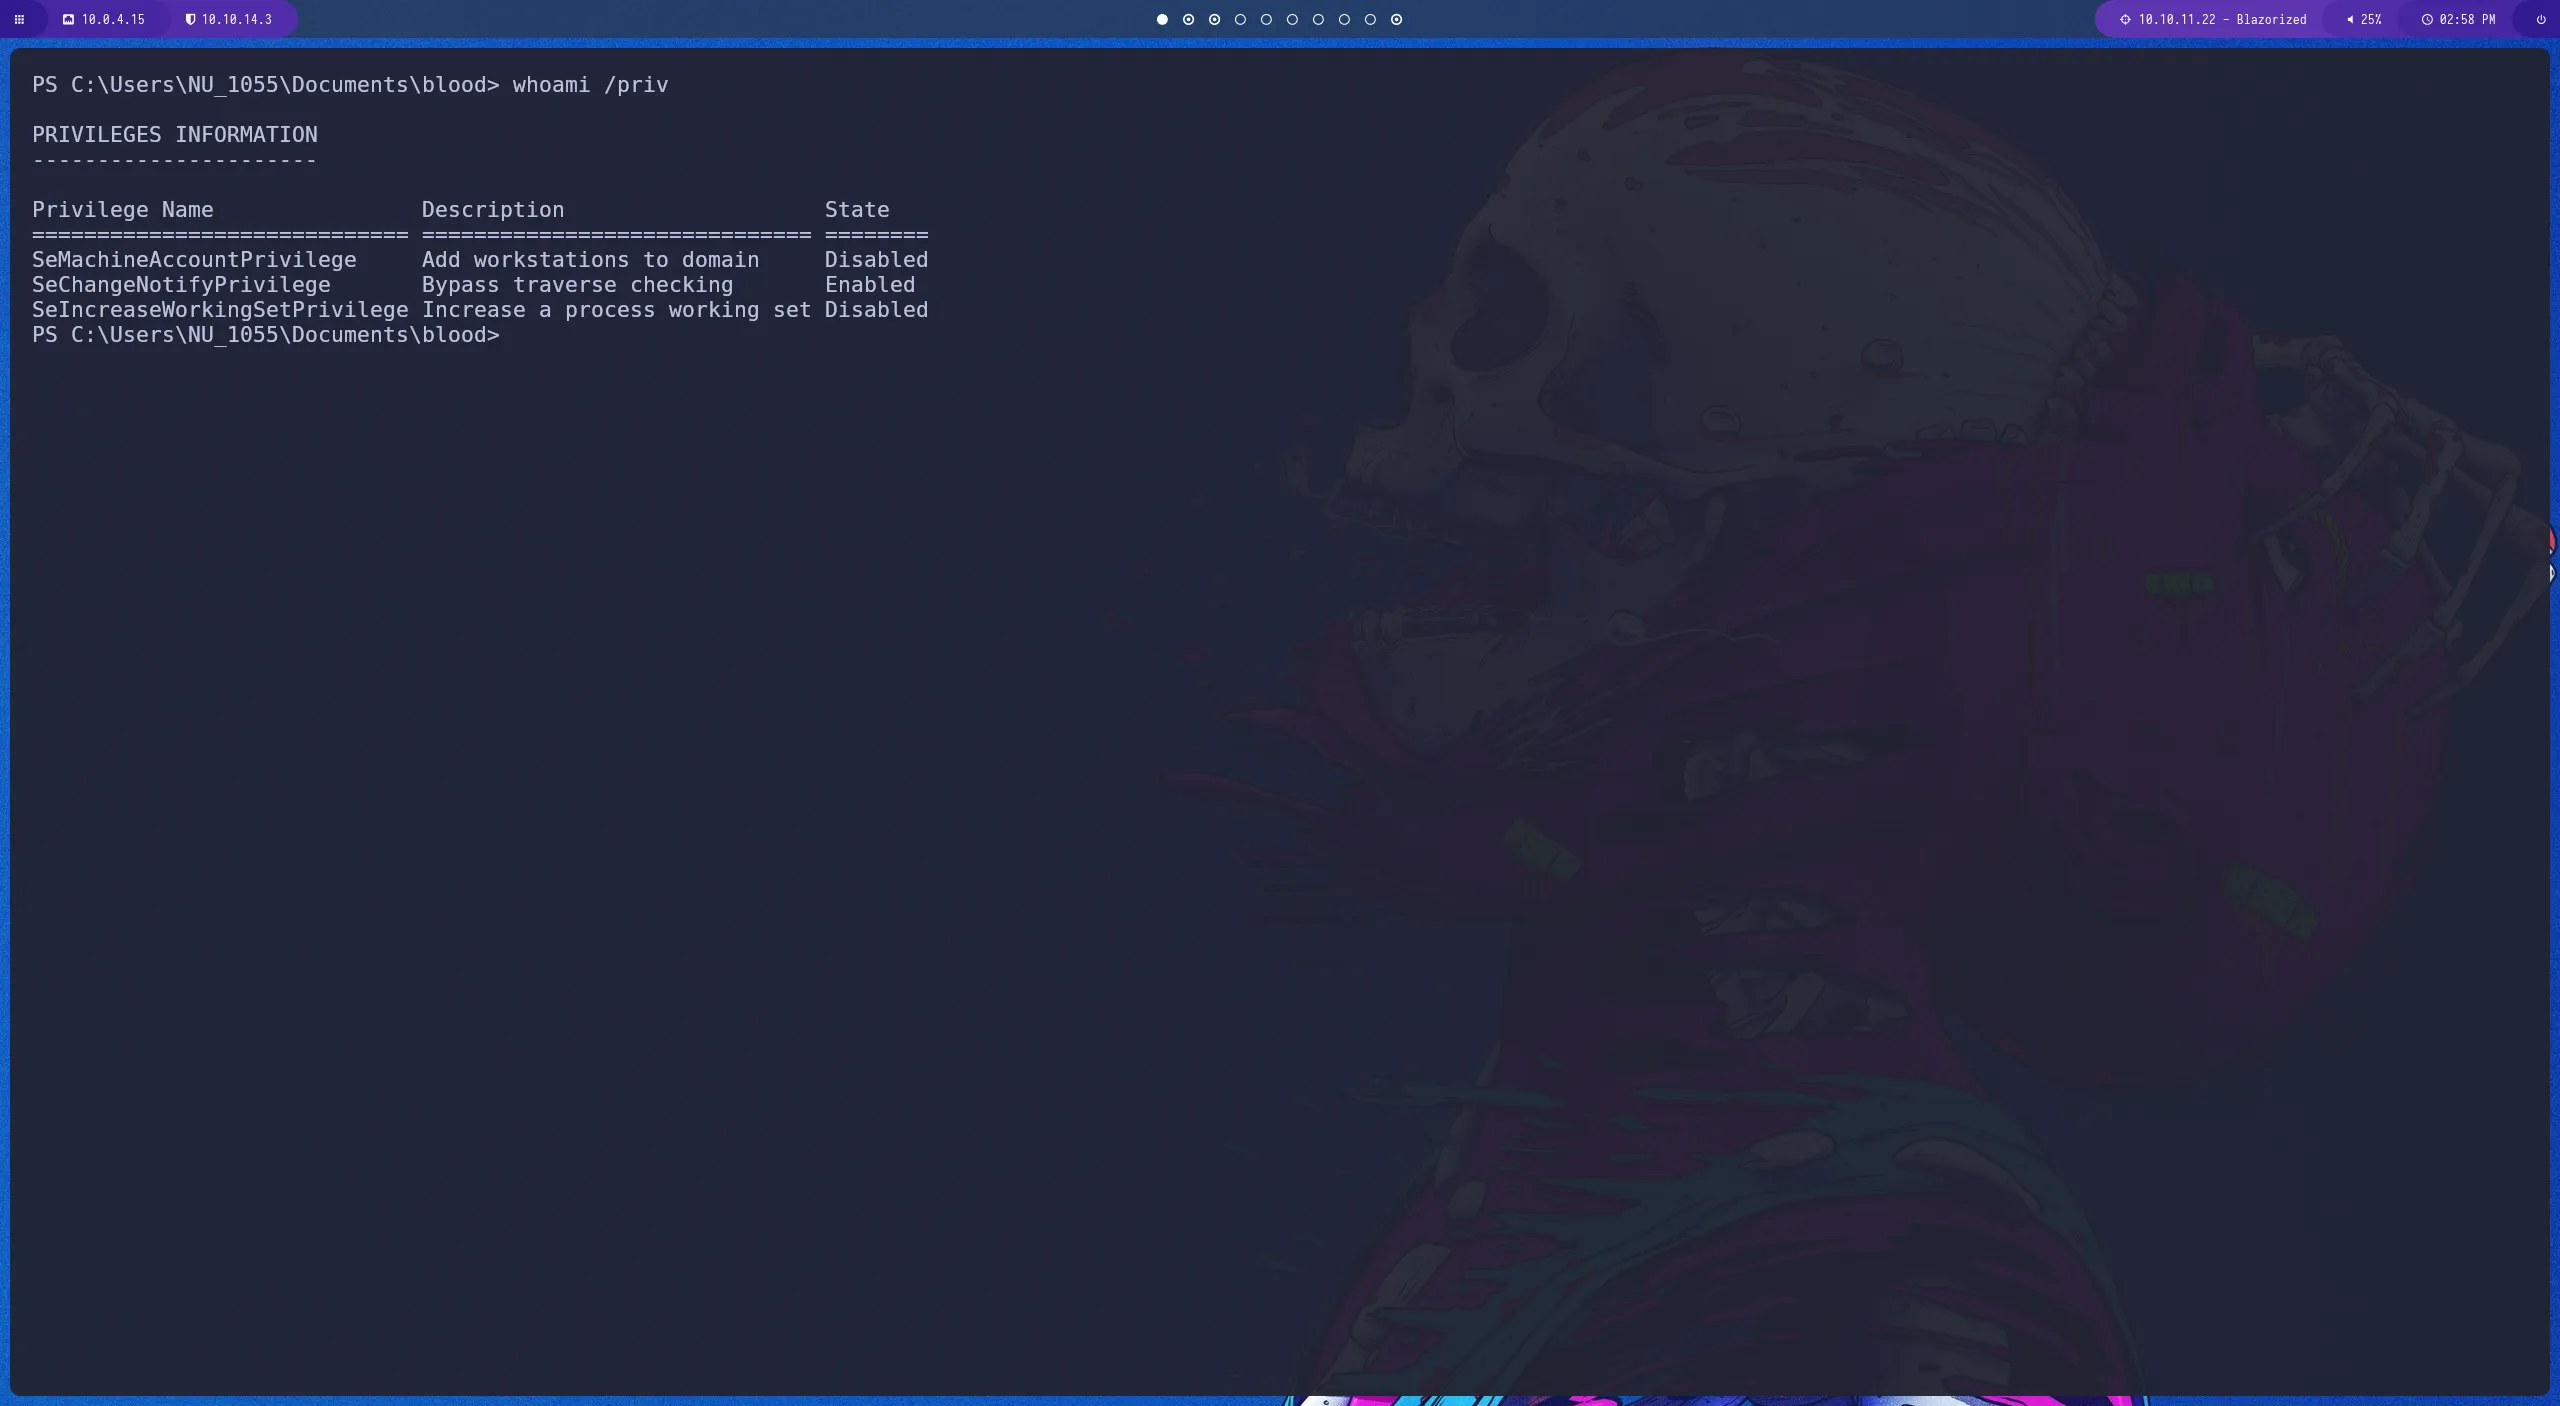 10.0.4.15 10.10.14.3 10.10.11.22 - Blazorized 25% 02:58 PM
PS C:\Users\NU_1055\Documents\blood> whoami /priv
PRIVILEGES INFORMATION
----------------------
Privilege Name                Description                    State
============================= ============================== ========
SeMachineAccountPrivilege     Add workstations to domain     Disabled
SeChangeNotifyPrivilege       Bypass traverse checking       Enabled
SeIncreaseWorkingSetPrivilege Increase a process working set Disabled
PS C:\Users\NU_1055\Documents\blood>